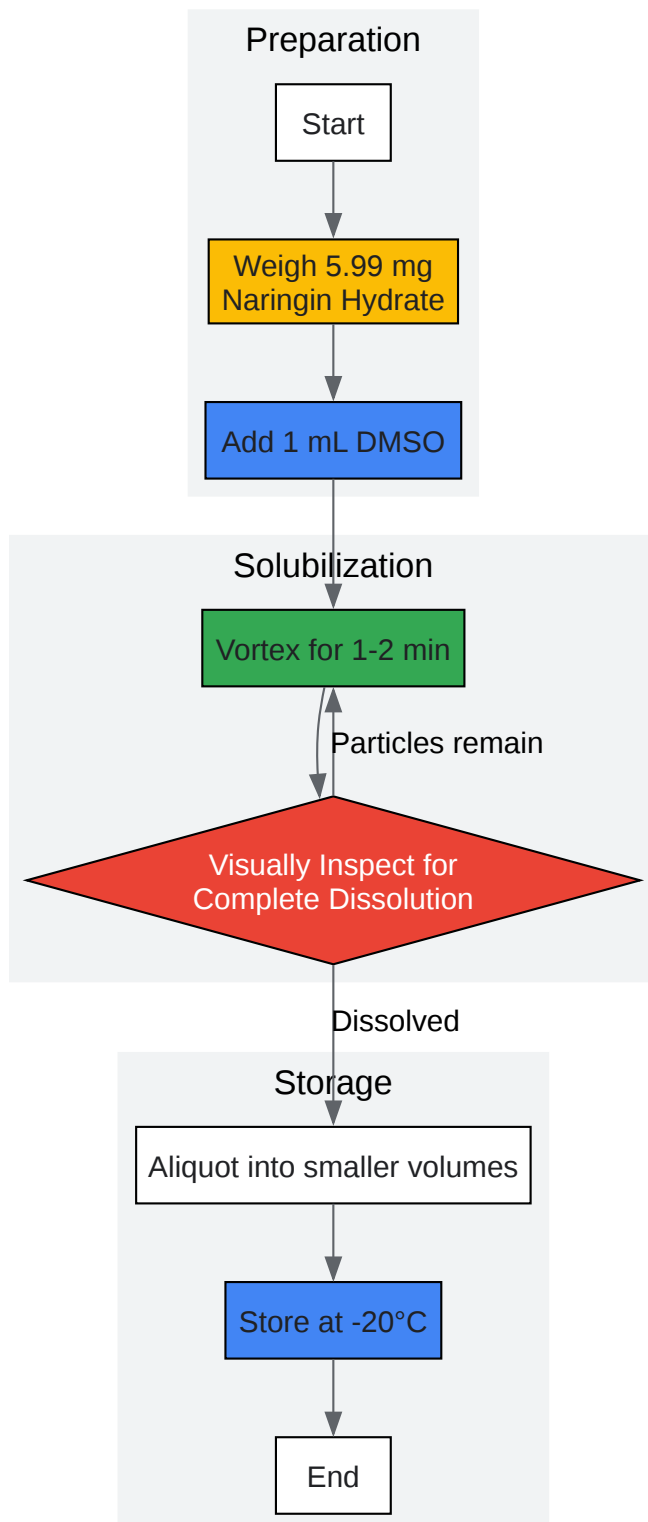 Preparation
Start
Weigh 5.99 mg
Naringin Hydrate
Add 1 mL DMSO
Solubilization
Vortex for 1-2 min
Particles remain
Visually Inspect for
Complete Dissolution
Dissolved
Storage
Aliquot into smaller volumes
Store at -20°C
End